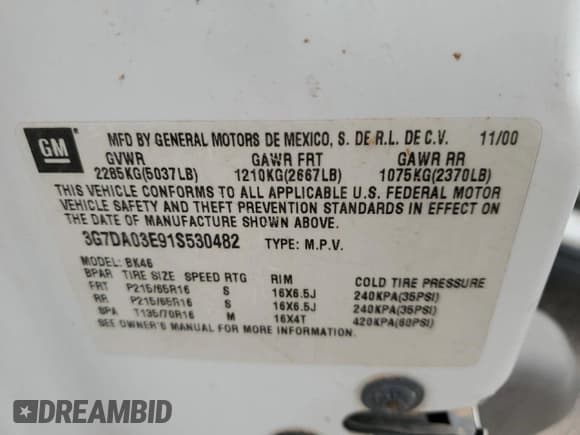 GM
MFD BY GENERAL MOTORS DE MEXICO, S. DE R.L. DE C.V. 11/00
GVWR GAWR FRT GAWR RR
2285KG(5037LB) 1210KG(2667LB) 1075KG(2370LB)
THIS VEHICLE CONFORMS TO ALL APPLICABLE U.S. FEDERAL MOTOR
VEHICLE SAFETY AND THEFT PREVENTION STANDARDS IN EFFECT ON
THE DATE OF MANUFACTURE SHOWN ABOVE.
3G7DA03E91S530482 TYPE: M.P.V.
MODEL: BK46
BPAR TIRE SIZE SPEED RTG RIM COLD TIRE PRESSURE
FRT P215/65R16 S 16X6.5J 240KPA(35PSI)
RR P215/65R16 S 16X6.5J 240KPA(35PSI)
SPA T135/70R16 M 16X4T 420KPA(60PSI)
SEE OWNER'S MANUAL FOR MORE INFORMATION.
DREAMBID